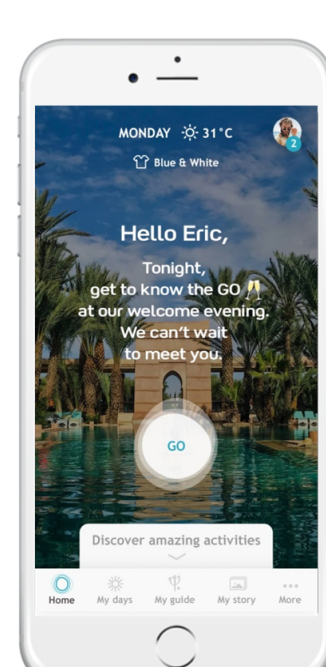 MONDAY 31°C
2
Blue & White
Hello Eric,
Tonight,
get to know the GO 🥂
at our welcome evening.
We can't wait
to meet you.
GO
Discover amazing activities
Home My days My guide My story More